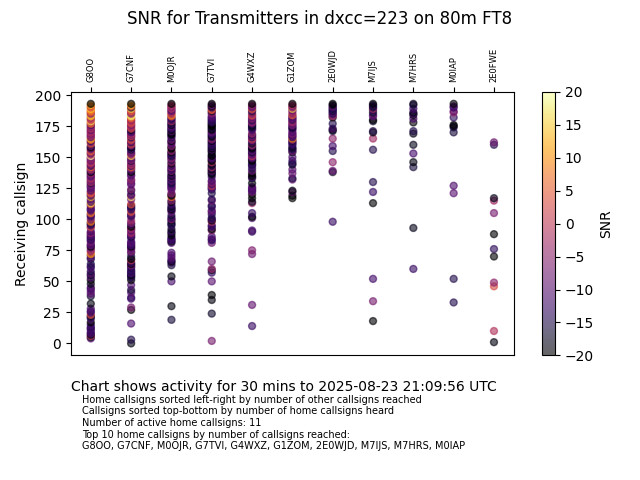 SNR for Transmitters in dxcc=223 on 80m FT8
G8OO G7CNF M0OJR G7TVI G4WXZ G1ZOM 2E0WJD M7IJS M7HRS M0IAP 2E0FWE
200
175
150
125
100
75
50
25
0
Receiving callsign
20
15
10
5
0
−5
−10
−15
−20
SNR
Chart shows activity for 30 mins to 2025-08-23 21:09:56 UTC
Home callsigns sorted left-right by number of other callsigns reached
Callsigns sorted top-bottom by number of home callsigns heard
Number of active home callsigns: 11
Top 10 home callsigns by number of callsigns reached:
G8OO, G7CNF, M0OJR, G7TVI, G4WXZ, G1ZOM, 2E0WJD, M7IJS, M7HRS, M0IAP